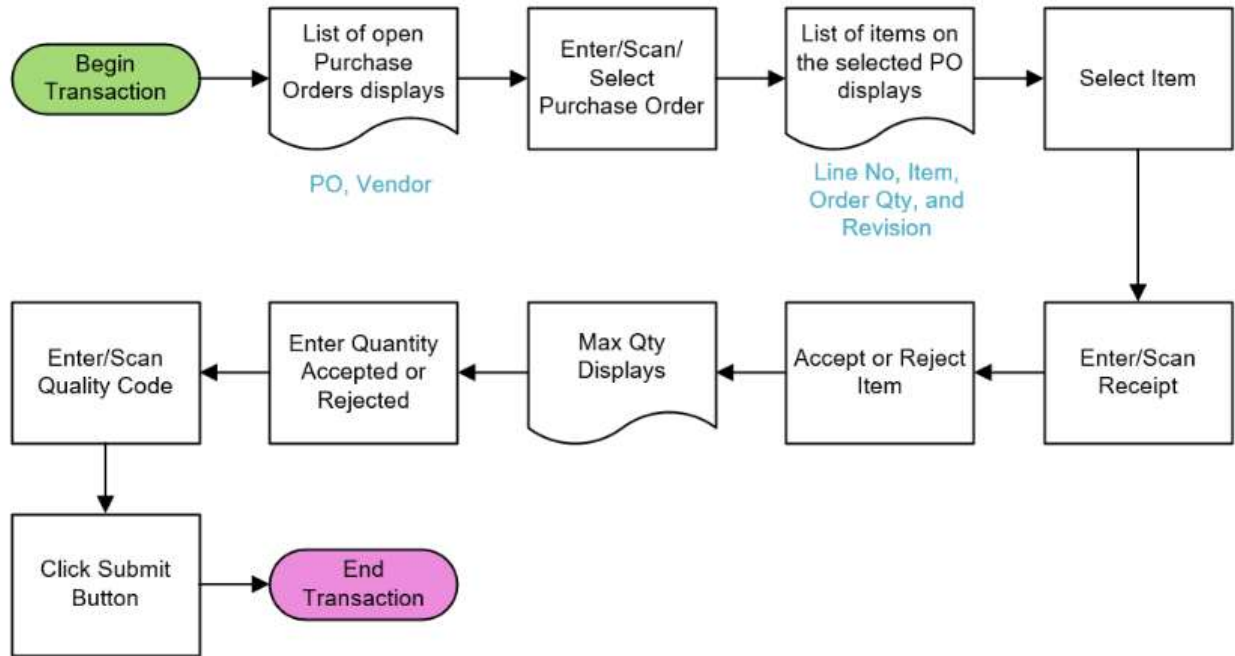 Begin
Transaction
List of open
Purchase
Orders displays
PO, Vendor
Enter/Scan/
Select
Purchase Order
List of items on
the selected PO
displays
Line No, Item,
Order Qty, and
Revision
Select Item
Enter/Scan
Receipt
Accept or Reject
Item
Max Qty
Displays
Enter Quantity
Accepted or
Rejected
Enter/Scan
Quality Code
Click Submit
Button
End
Transaction